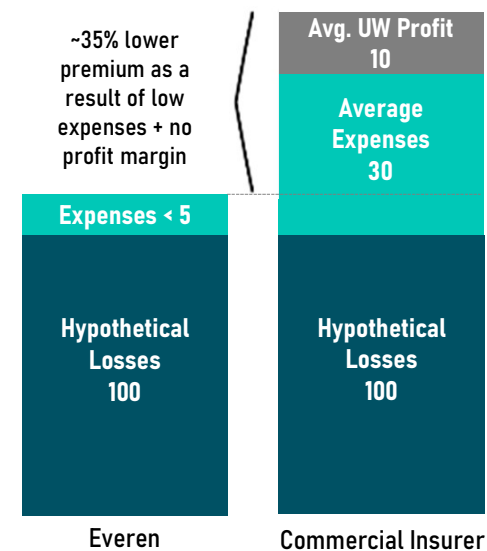 ~35% lower
premium as a
result of low
expenses + no
profit margin
Avg. UW Profit
10
Average
Expenses
30
Expenses < 5
Hypothetical
Losses
100
Hypothetical
Losses
100
Everen
Commercial Insurer